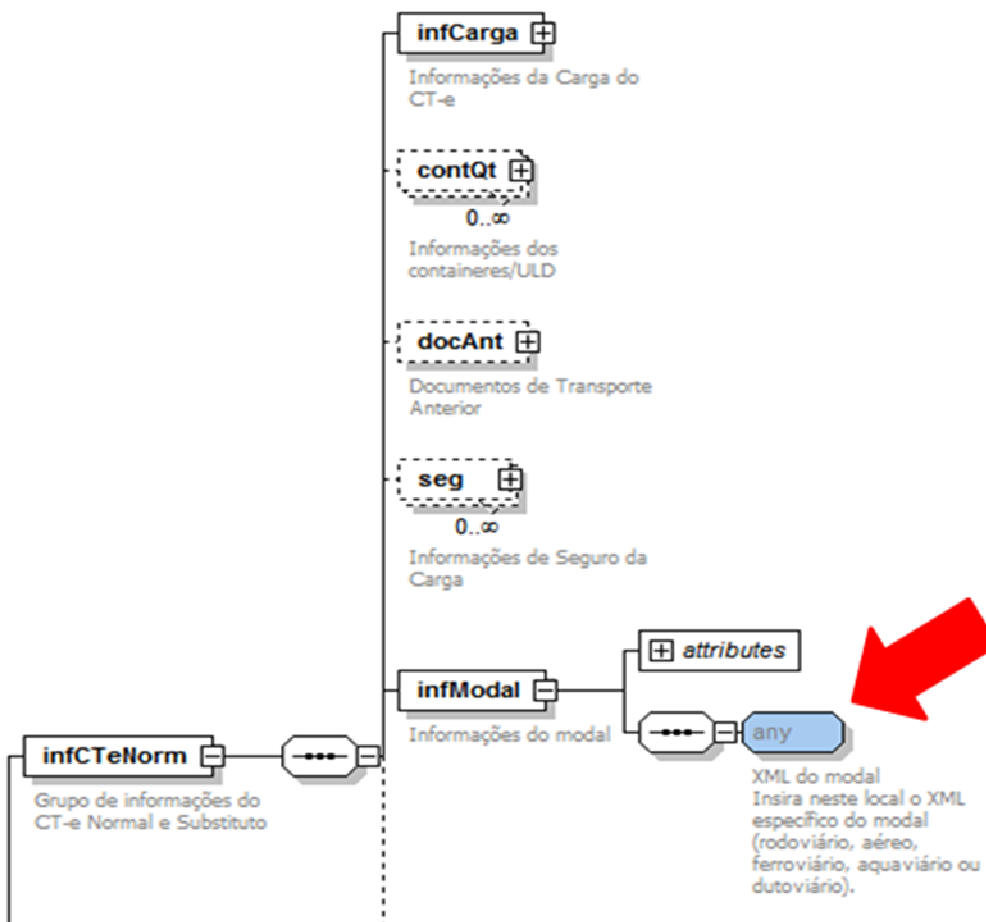 infCarga
Informações da Carga do
CT-e
contQt
0..∞
Informações dos
containeres/ULD
docAnt
Documentos de Transporte
Anterior
seg
0..∞
Informações de Seguro da
Carga
attributes
infModal
Informações do modal
any
XML do modal
Insira neste local o XML
específico do modal
(rodoviário, aéreo,
ferroviário, aquaviário ou
dutoviário).
infCTeNorm
Grupo de informações do
CT-e Normal e Substituto